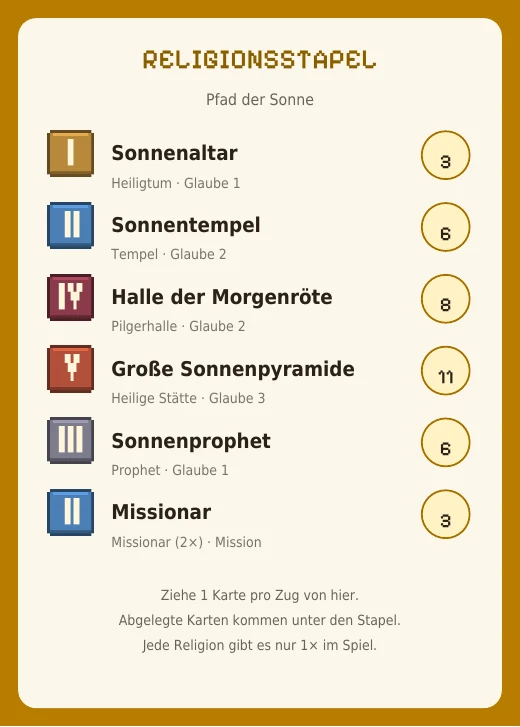 RELIGIONSSTAPEL
Pfad der Sonne
I Sonnenaltar 3
Heiligtum · Glaube 1
II Sonnentempel 6
Tempel · Glaube 2
IV Halle der Morgenröte 8
Pilgerhalle · Glaube 2
V Große Sonnenpyramide 11
Heilige Stätte · Glaube 3
III Sonnenprophet 6
Prophet · Glaube 1
II Missionar 3
Missionar (2×) · Mission
Ziehe 1 Karte pro Zug von hier.
Abgelegte Karten kommen unter den Stapel.
Jede Religion gibt es nur 1× im Spiel.